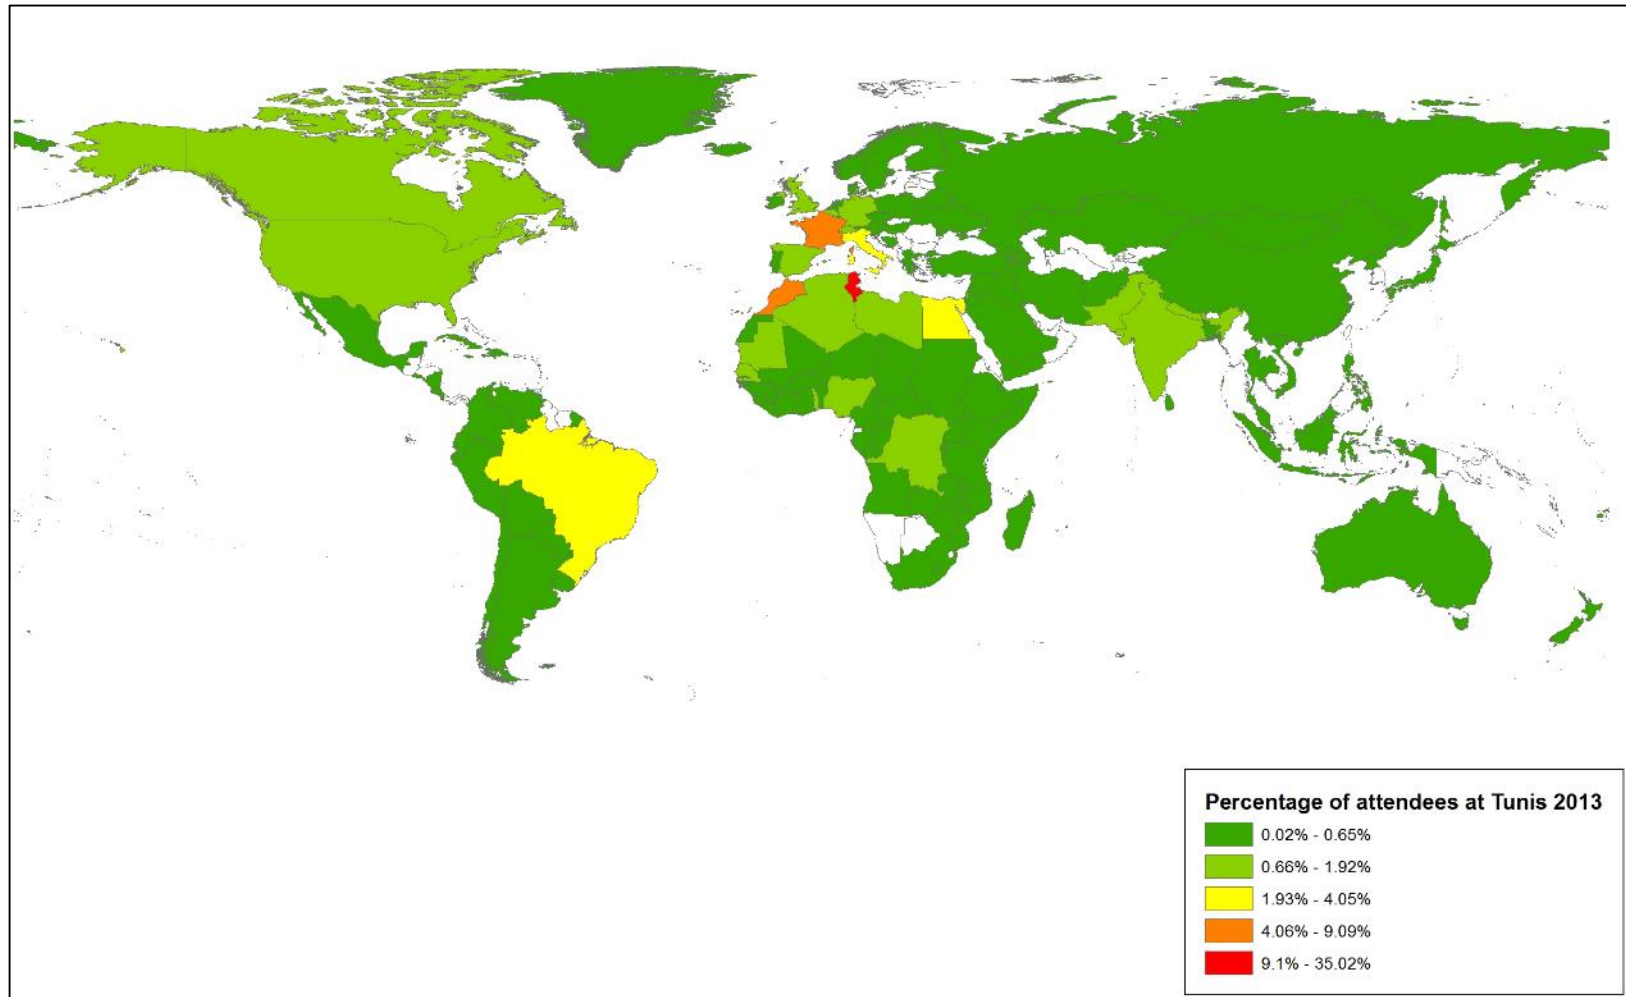 Percentage of attendees at Tunis 2013
0.02% - 0.65%
0.66% - 1.92%
1.93% - 4.05%
4.06% - 9.09%
9.1% - 35.02%